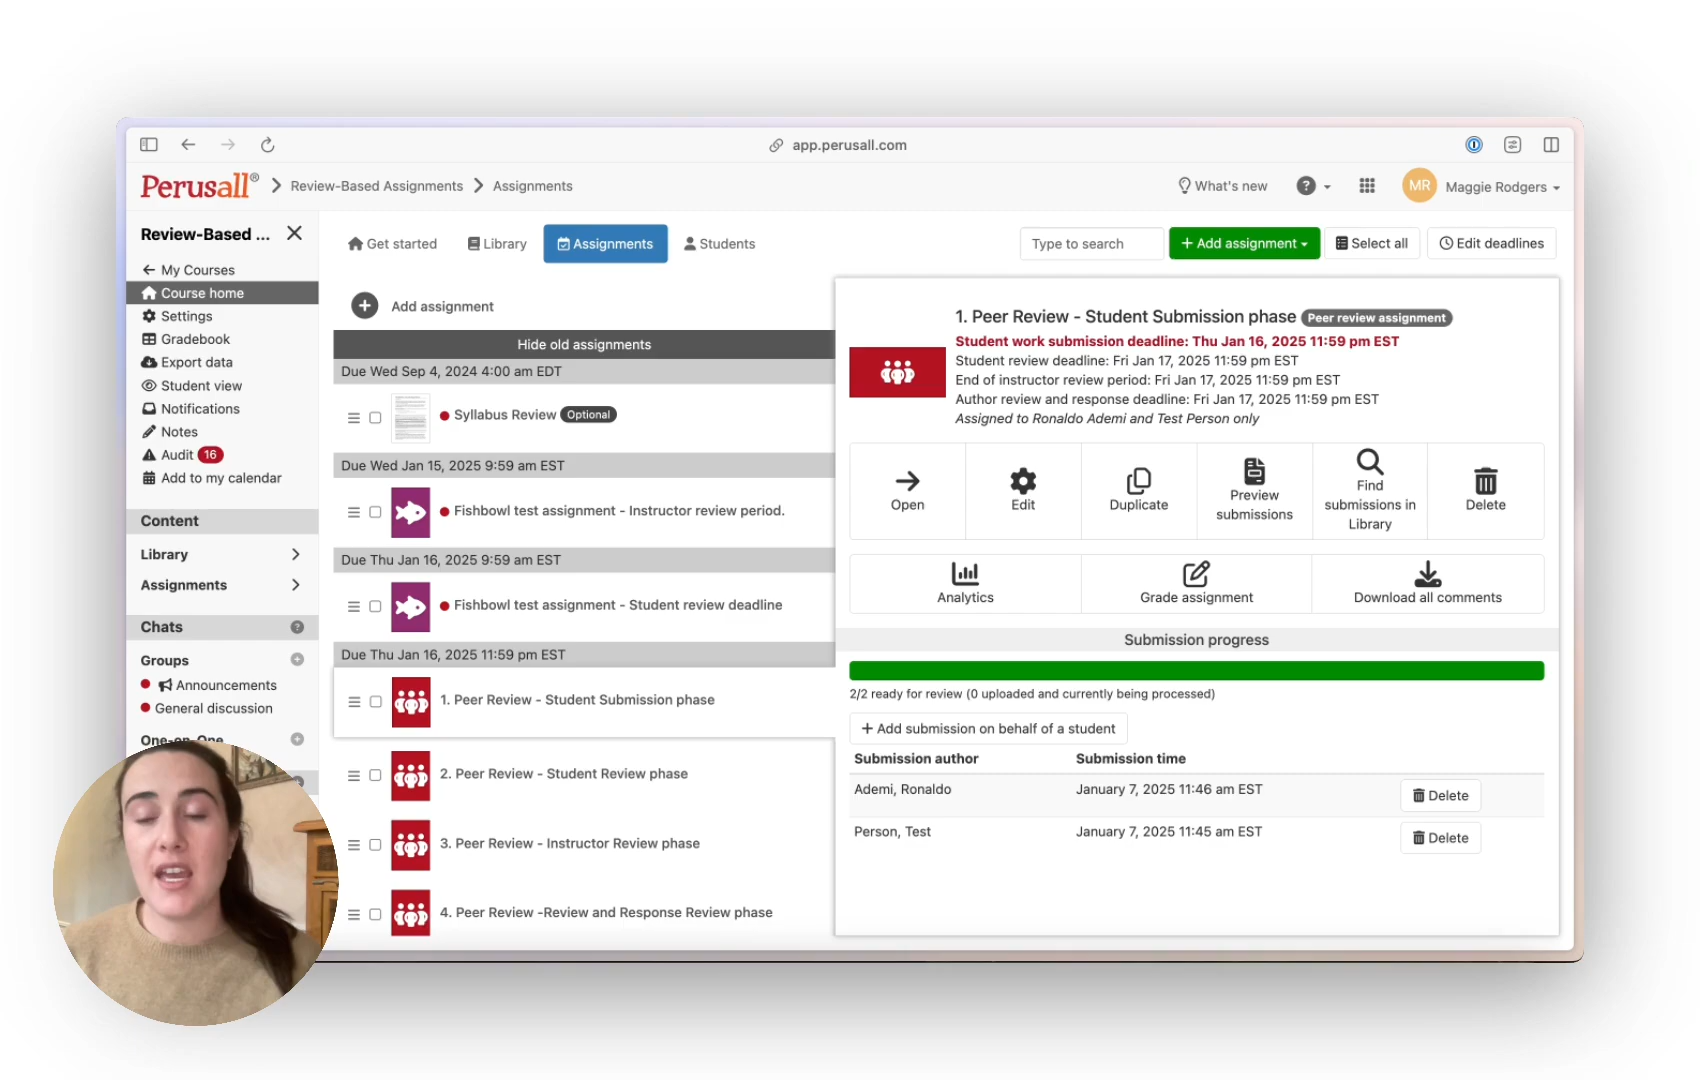 app.perusall.com
Perusall®
Review-Based Assignments
Assignments
What's new
?
MR
Maggie Rodgers
Review-Based ...
My Courses
Course home
Settings
Gradebook
Export data
Student view
Notifications
Notes
Audit 16
Add to my calendar
Content
Library
Assignments
Chats
Groups
Announcements
General discussion
One-on-One
Get started
Library
Assignments
Students
Type to search
+ Add assignment
Select all
Edit deadlines
Add assignment
Hide old assignments
Due Wed Sep 4, 2024 4:00 am EDT
Syllabus Review Optional
Due Wed Jan 15, 2025 9:59 am EST
Fishbowl test assignment - Instructor review period.
Due Thu Jan 16, 2025 9:59 am EST
Fishbowl test assignment - Student review deadline
Due Thu Jan 16, 2025 11:59 pm EST
1. Peer Review - Student Submission phase
2. Peer Review - Student Review phase
3. Peer Review - Instructor Review phase
4. Peer Review -Review and Response Review phase
1. Peer Review - Student Submission phase Peer review assignment
Student work submission deadline: Thu Jan 16, 2025 11:59 pm EST
Student review deadline: Fri Jan 17, 2025 11:59 pm EST
End of instructor review period: Fri Jan 17, 2025 11:59 pm EST
Author review and response deadline: Fri Jan 17, 2025 11:59 pm EST
Assigned to Ronaldo Ademi and Test Person only
Open
Edit
Duplicate
Preview
submissions
Find
submissions in
Library
Delete
Analytics
Grade assignment
Download all comments
Submission progress
2/2 ready for review (0 uploaded and currently being processed)
+ Add submission on behalf of a student
Submission author Submission time
Ademi, Ronaldo January 7, 2025 11:46 am EST Delete
Person, Test January 7, 2025 11:45 am EST Delete